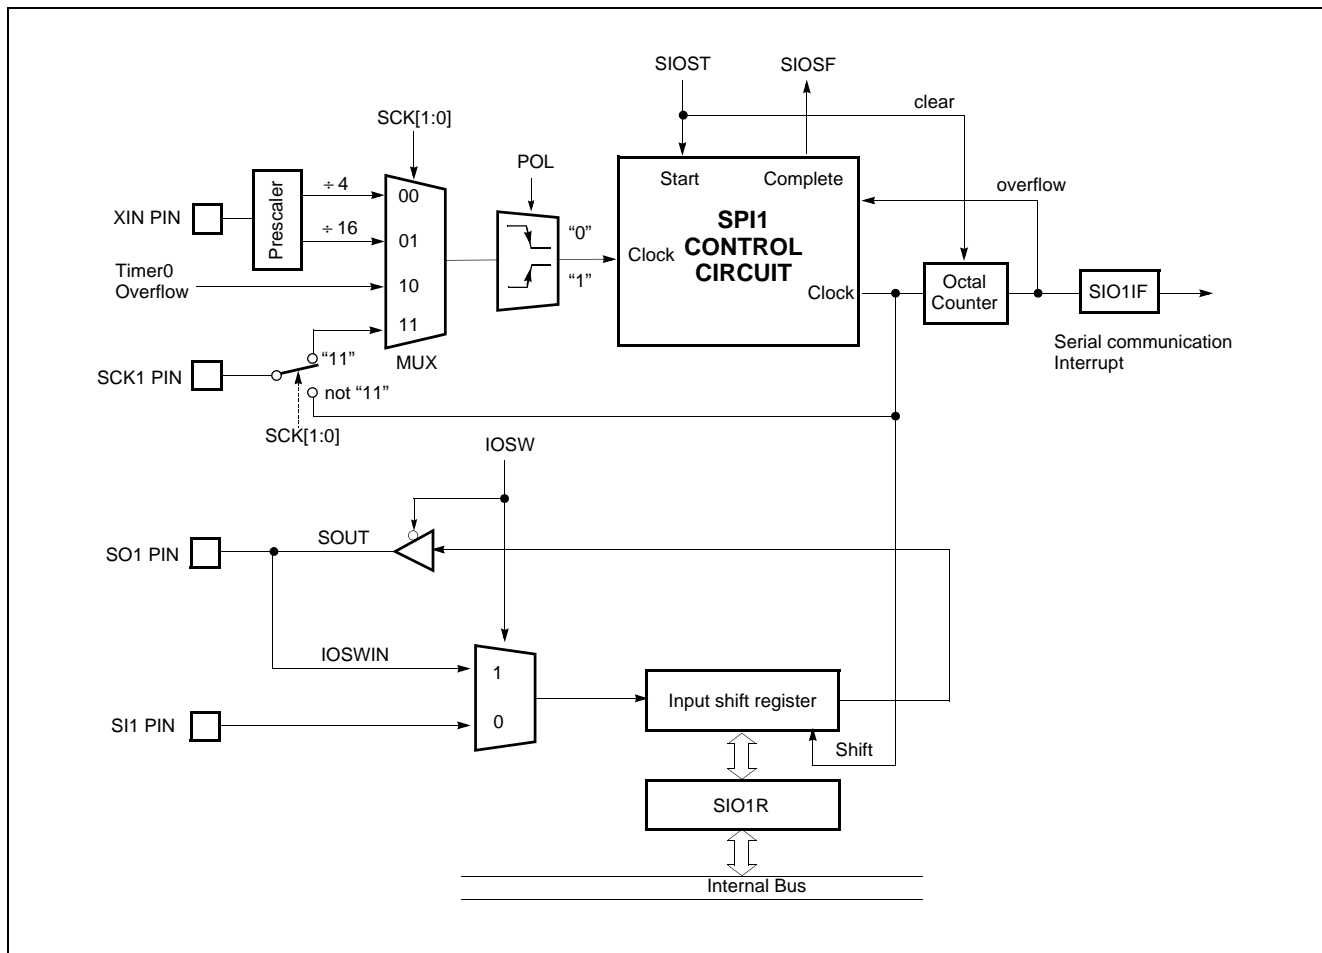 SIOST
SIOSF
clear
SCK[1:0]
POL
Start
Complete
overflow
XIN PIN
Prescaler
÷ 4
÷ 16
00
01
10
11
MUX
"0"
"1"
Clock
SPI1
CONTROL
CIRCUIT
Clock
Timer0
Overflow
Octal
Counter
SIO1IF
Serial communication
Interrupt
SCK1 PIN
"11"
not "11"
SCK[1:0]
IOSW
SO1 PIN
SOUT
IOSWIN
1
0
SI1 PIN
Input shift register
Shift
SIO1R
Internal Bus